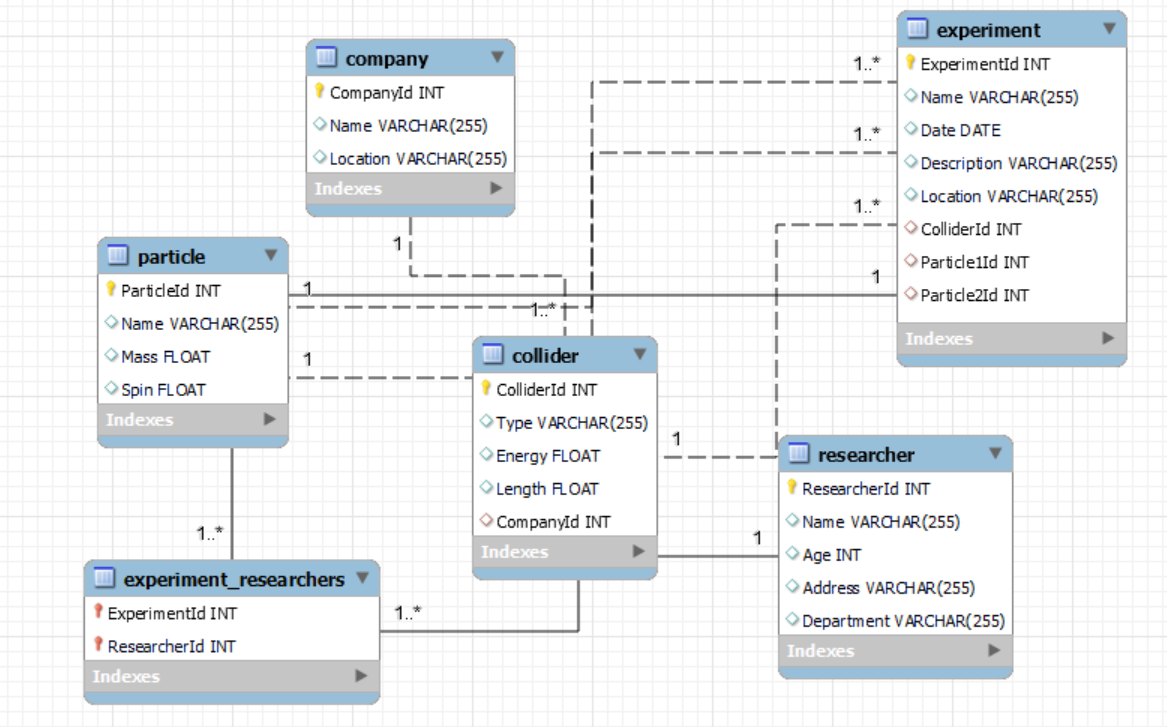 company
CompanyId INT
Name VARCHAR(255)
Location VARCHAR(255)
Indexes
experiment
ExperimentId INT
Name VARCHAR(255)
Date DATE
Description VARCHAR(255)
Location VARCHAR(255)
ColliderId INT
Particle1Id INT
Particle2Id INT
Indexes
1..*
1..*
1..*
1
particle
ParticleId INT
Name VARCHAR(255)
Mass FLOAT
Spin FLOAT
Indexes
1
1
1
1..*
collider
ColliderId INT
Type VARCHAR(255)
Energy FLOAT
Length FLOAT
CompanyId INT
Indexes
1
1
researcher
ResearcherId INT
Name VARCHAR(255)
Age INT
Address VARCHAR(255)
Department VARCHAR(255)
Indexes
1..*
experiment_researchers
ExperimentId INT
ResearcherId INT
Indexes
1..*